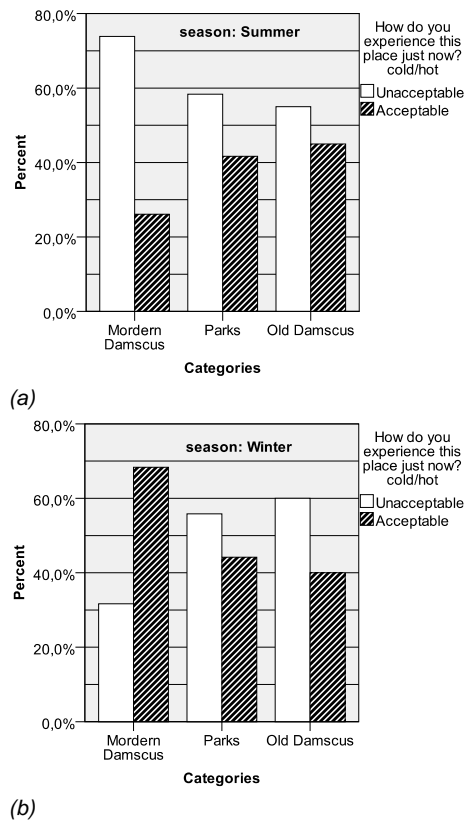 80,0%
60,0%
40,0%
20,0%
0,0%
Percent
season: Summer
How do you
experience this
place just now?
cold/hot
Unacceptable
Acceptable
Mordern
Damscus
Parks
Old Damscus
Categories
(a)
80,0%
60,0%
40,0%
20,0%
0,0%
Percent
season: Winter
How do you
experience this
place just now?
cold/hot
Unacceptable
Acceptable
Mordern
Damscus
Parks
Old Damscus
Categories
(b)